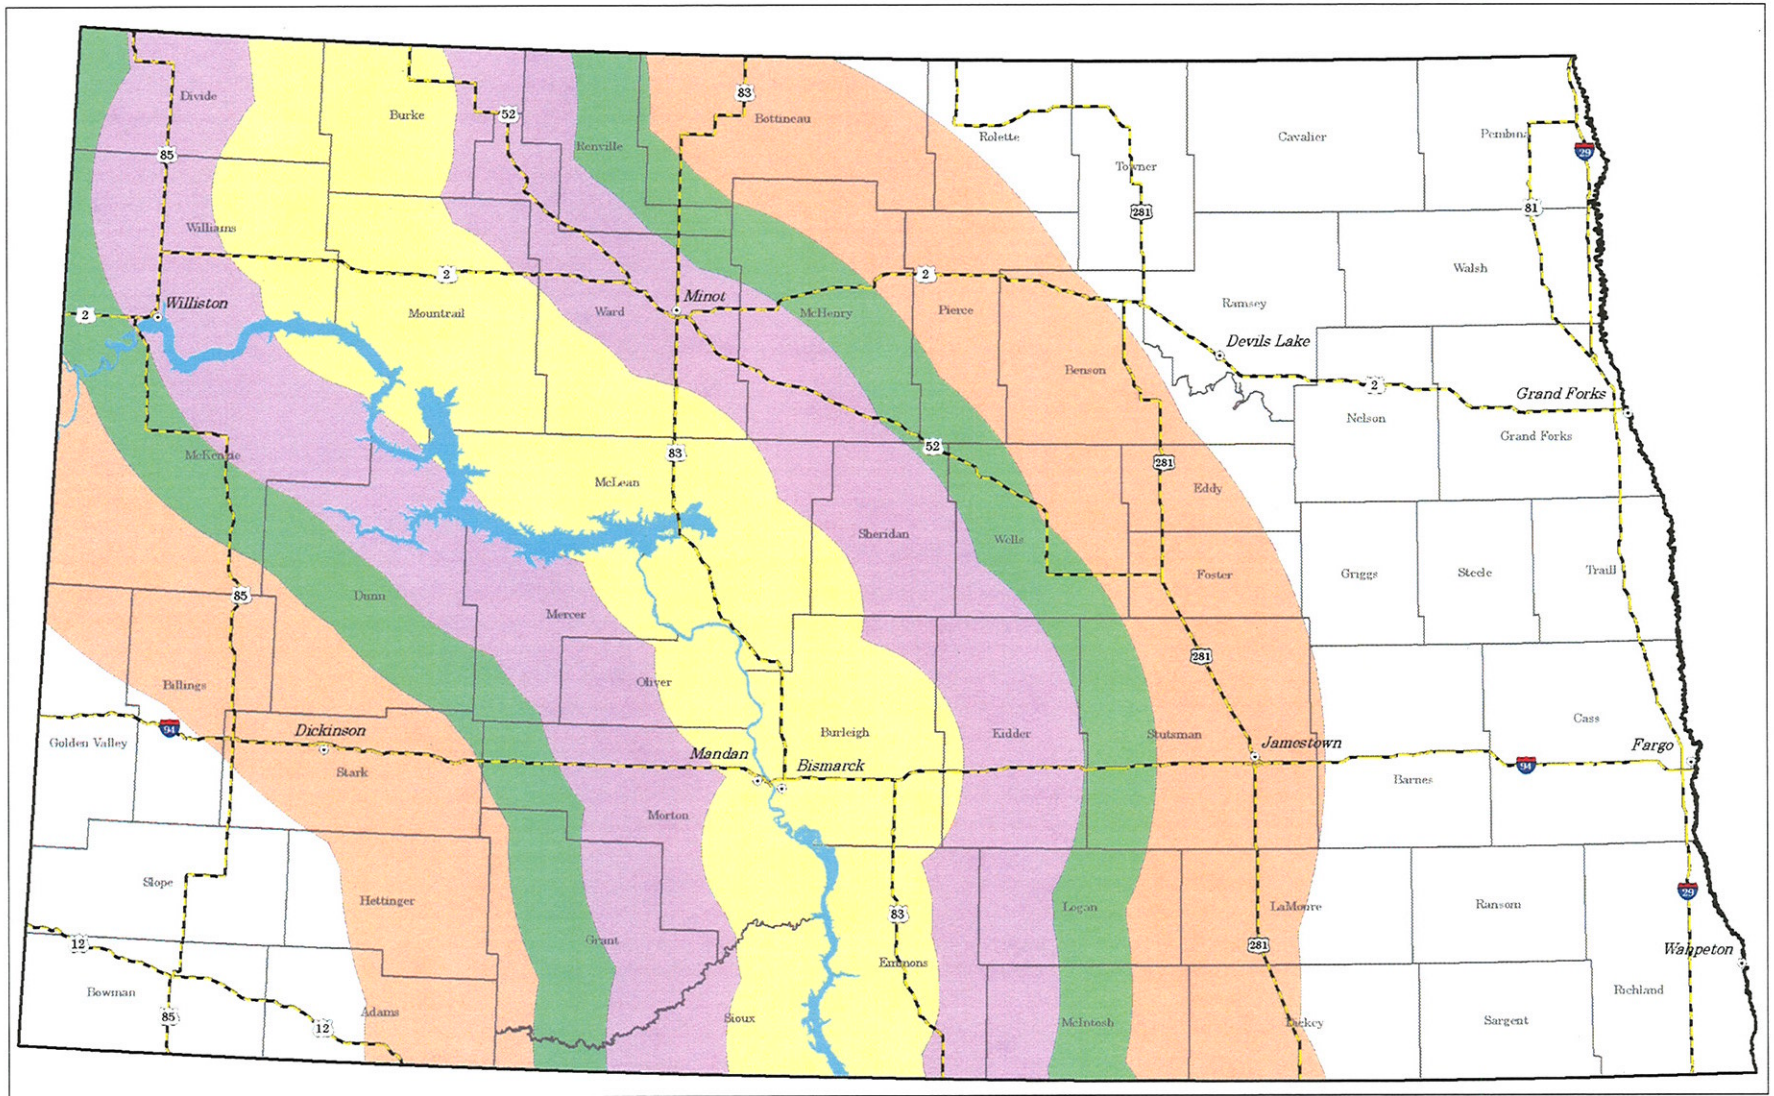 83
Divide
Burke
52
Bottineau
Renville
Rolette
Cavalier
Pembina
29
85
Towner
281
81
Williams
Walsh
2
2
Williston
Minot
Ramsey
2
Mountrail
Ward
McHenry
Pierce
Devils Lake
Benson
2
Grand Forks
Nelson
Grand Forks
McKenzie
83
52
281
McLean
Eddy
Sheridan
Wells
Foster
Griggs
Steele
Traill
85
Dunn
Mercer
281
Billings
Oliver
94
Dickinson
Golden Valley
Stark
Mandan
Bismarck
Burleigh
Kidder
Stutsman
Jamestown
Cass
Fargo
94
Barnes
Morton
Slope
Hettinger
83
Logan
LaMoure
Ransom
29
12
Grant
281
Wahpeton
Emmons
Bowman
Richland
85
12
Adams
Sioux
McIntosh
Dickey
Sargent